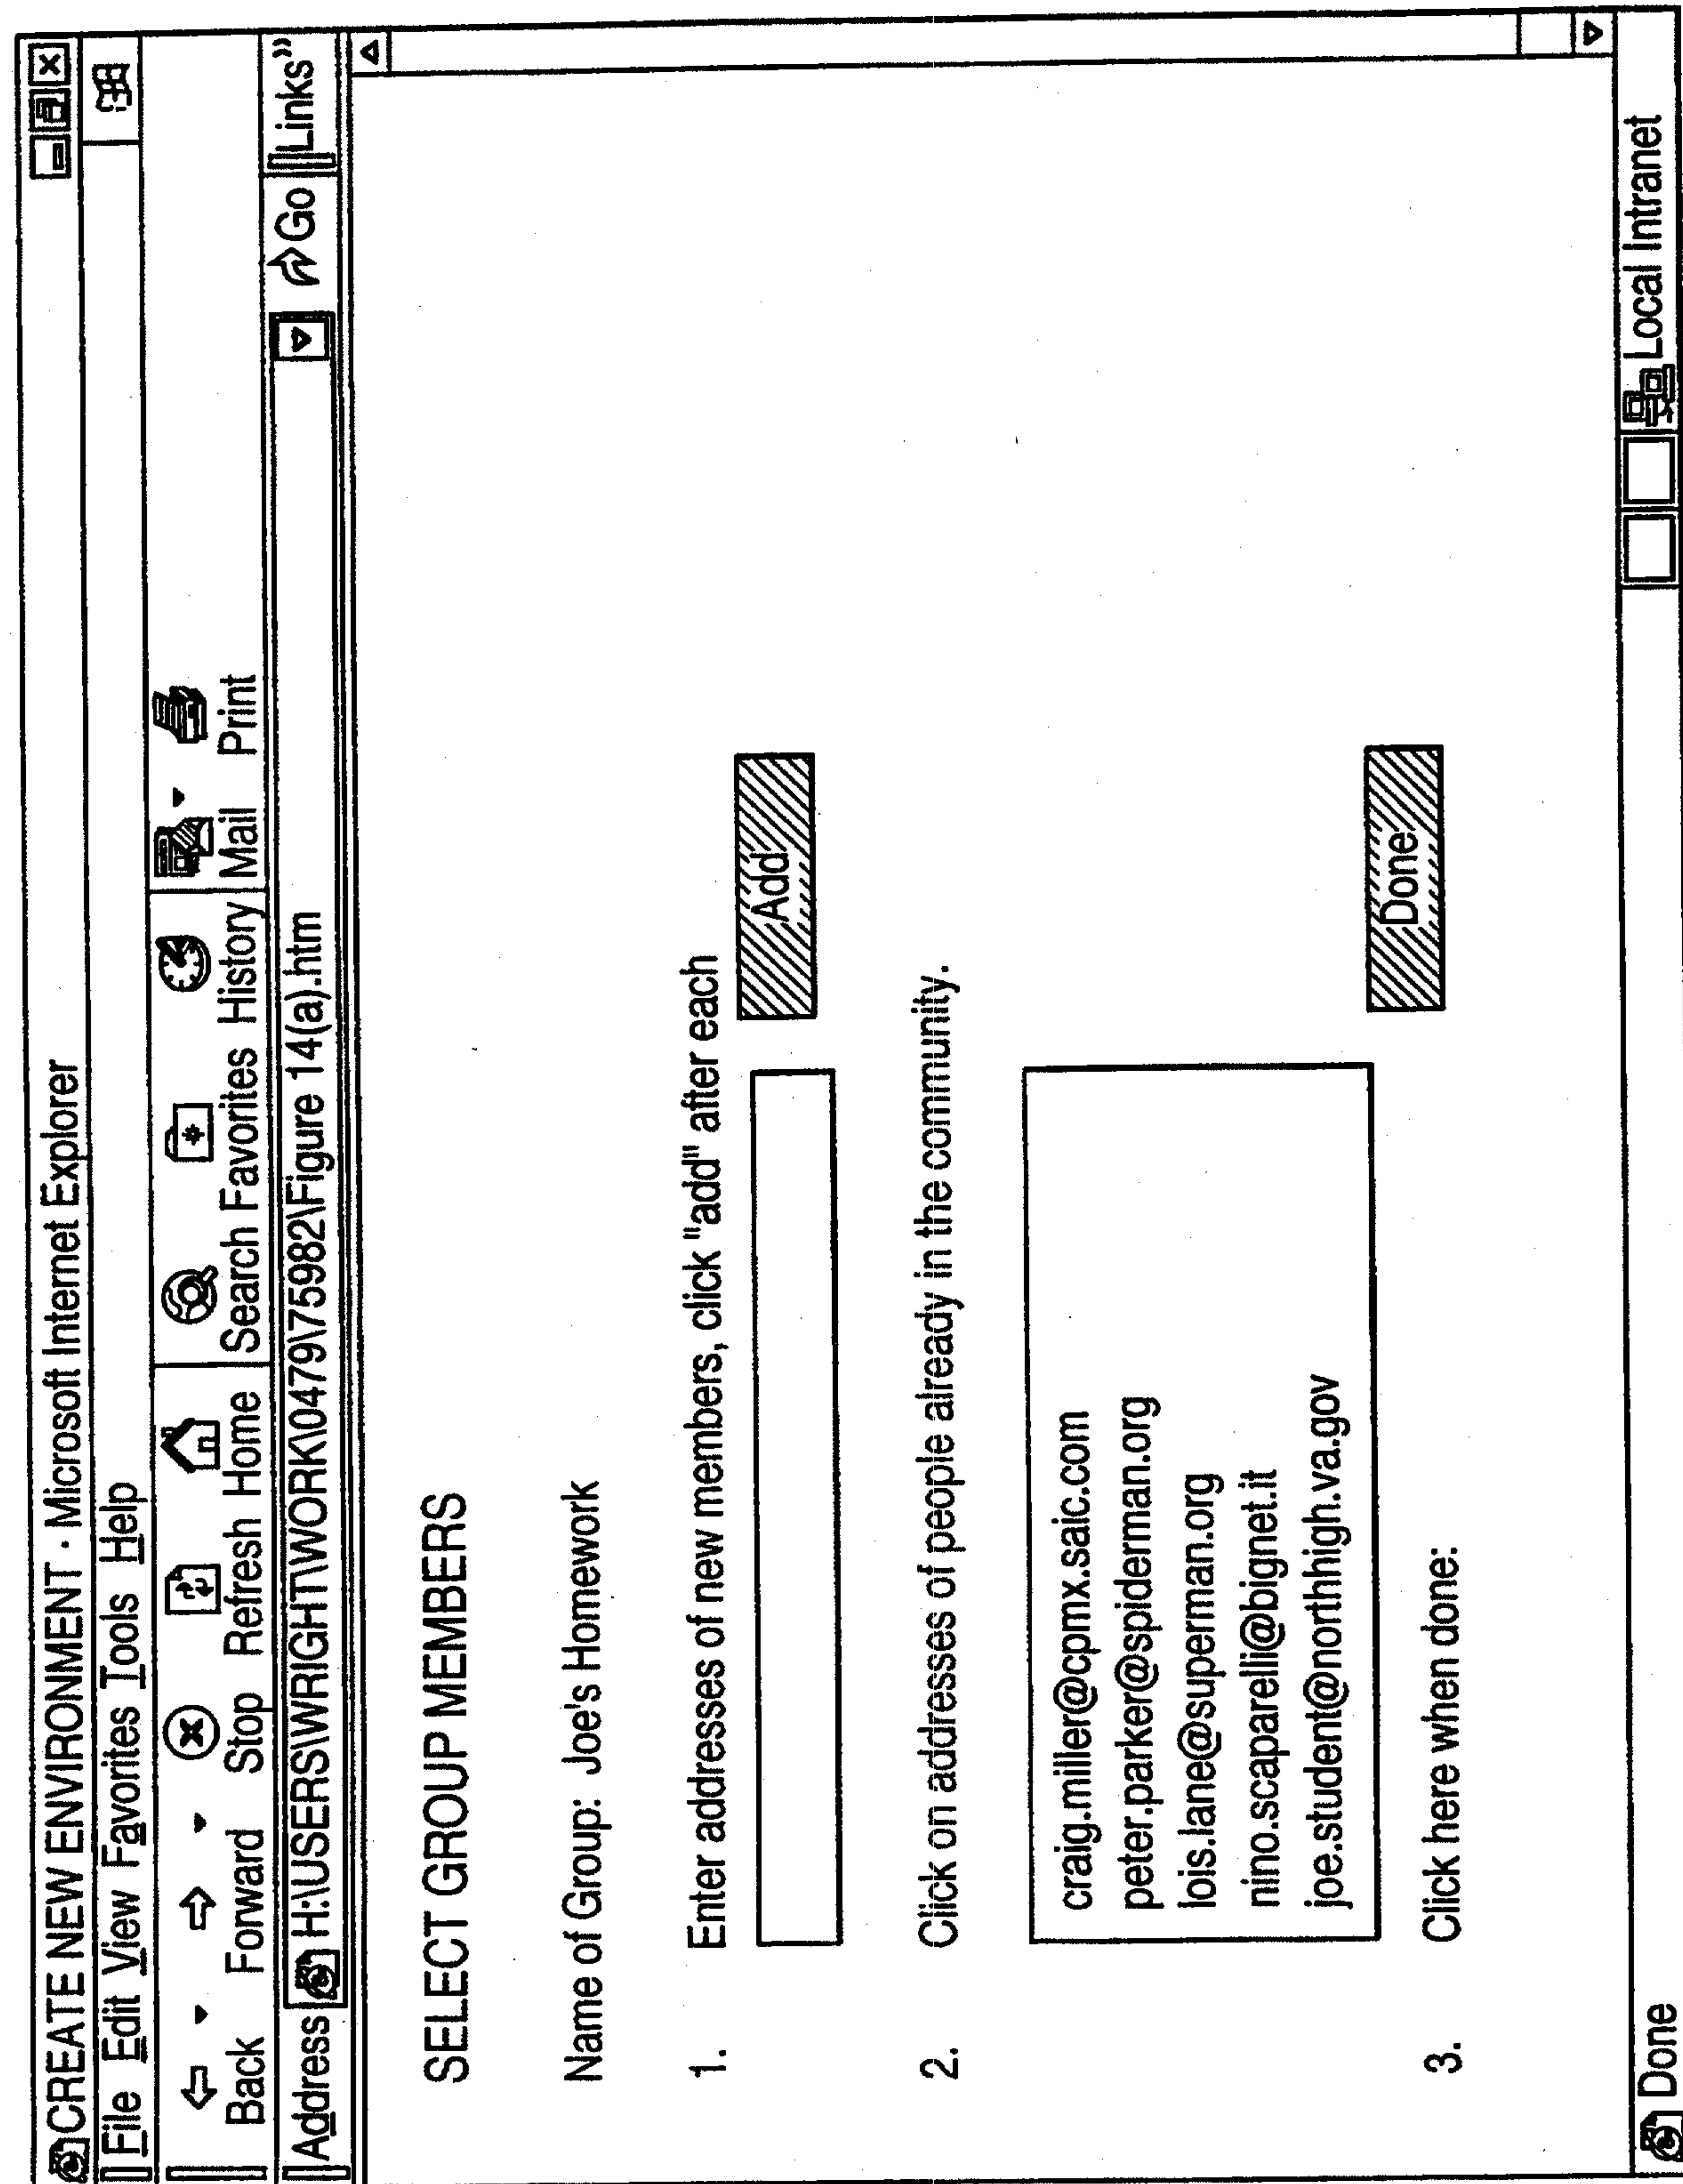 CREATE NEW ENVIRONMENT - Microsoft Internet Explorer
File Edit View Favorites Tools Help
Back Forward Stop Refresh Home Search Favorites History Mail Print
Address H:\USERSWRIGHTWORK\0479\75982\Figure 14(a).htm Go Links”
SELECT GROUP MEMBERS
Name of Group: Joe's Homework
1. Enter addresses of new members, click "add" after each
Add
2. Click on addresses of people already in the community.
craig.miller@cpmx.saic.com
peter.parker@spiderman.org
lois.lane@superman.org
nino.scaparelli@bignet.it
joe.student@northhigh.va.gov
3. Click here when done:
Done
Done Local Intranet